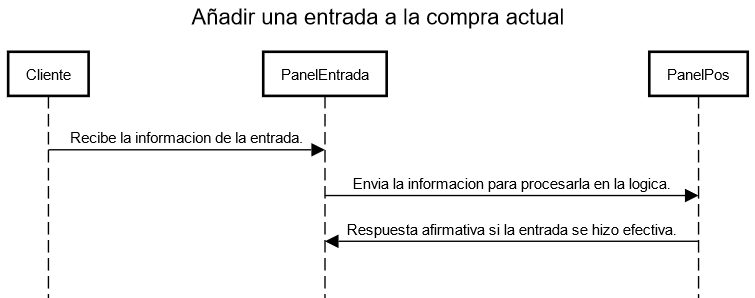 Añadir una entrada a la compra actual
Cliente
PanelEntrada
PanelPos
Recibe la informacion de la entrada.
Envia la informacion para procesarla en la logica.
Respuesta afirmativa si la entrada se hizo efectiva.